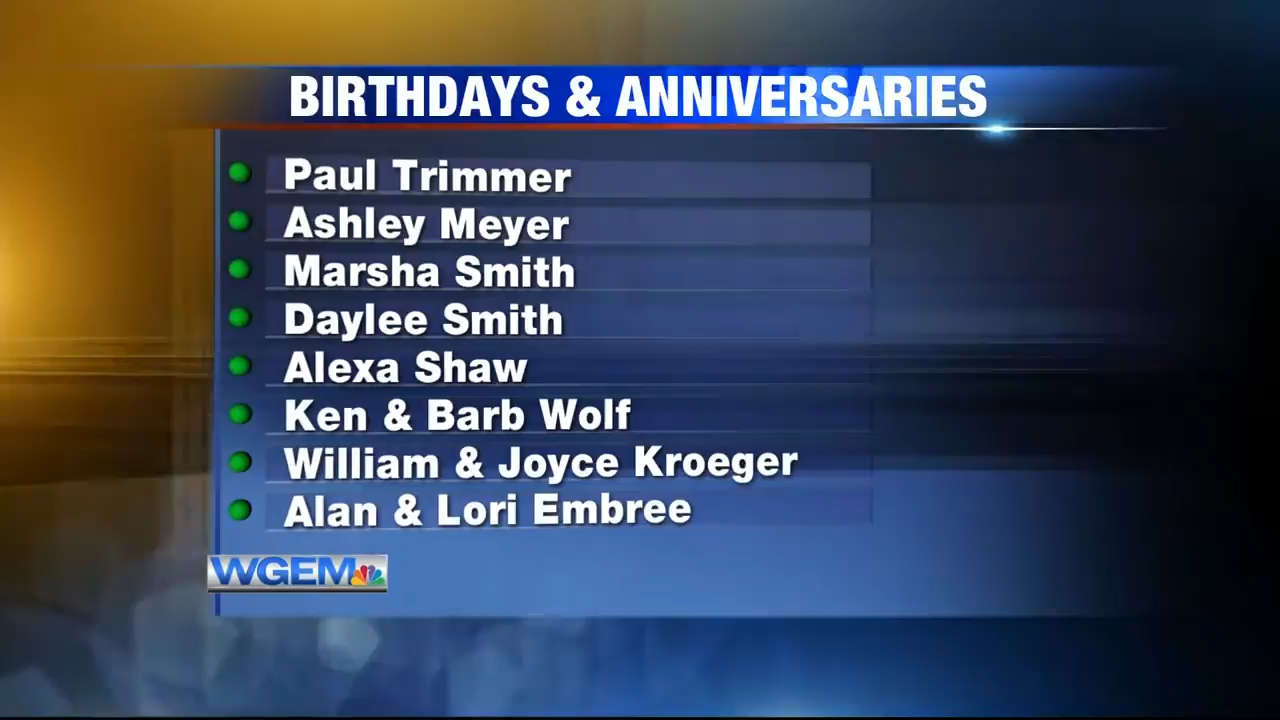 BIRTHDAYS & ANNIVERSARIES
Paul Trimmer
Ashley Meyer
Marsha Smith
Daylee Smith
Alexa Shaw
Ken & Barb Wolf
William & Joyce Kroeger
Alan & Lori Embree
WGEM